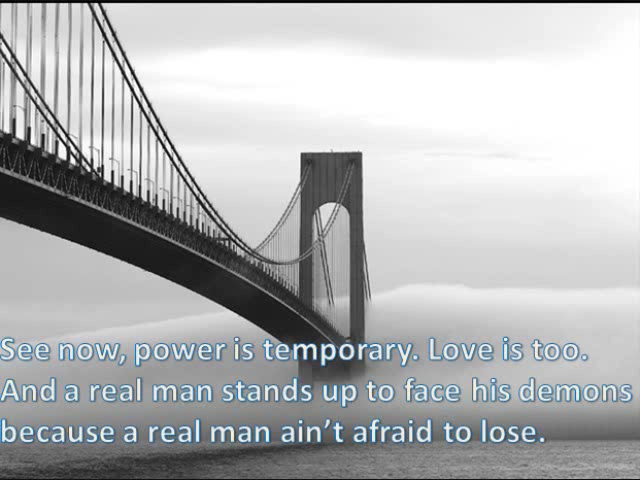 See now, power is temporary. Love is too.
And a real man stands up to face his demons
because a real man ain't afraid to lose.